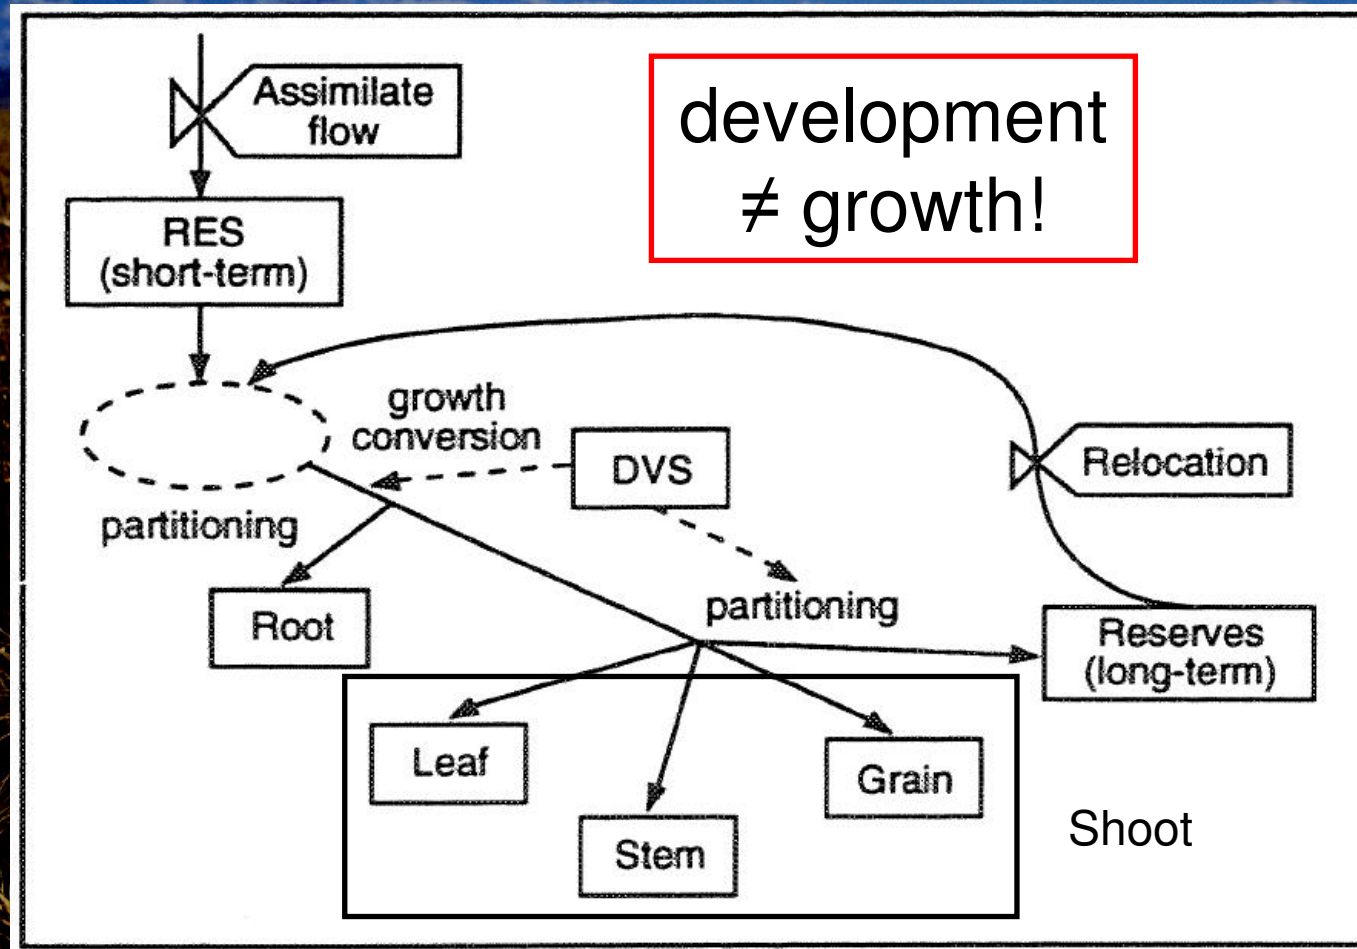 Assimilate
flow
development
≠ growth!
RES
(short-term)
growth
conversion
DVS
Relocation
partitioning
Root
partitioning
Reserves
(long-term)
Leaf
Grain
Stem
Shoot